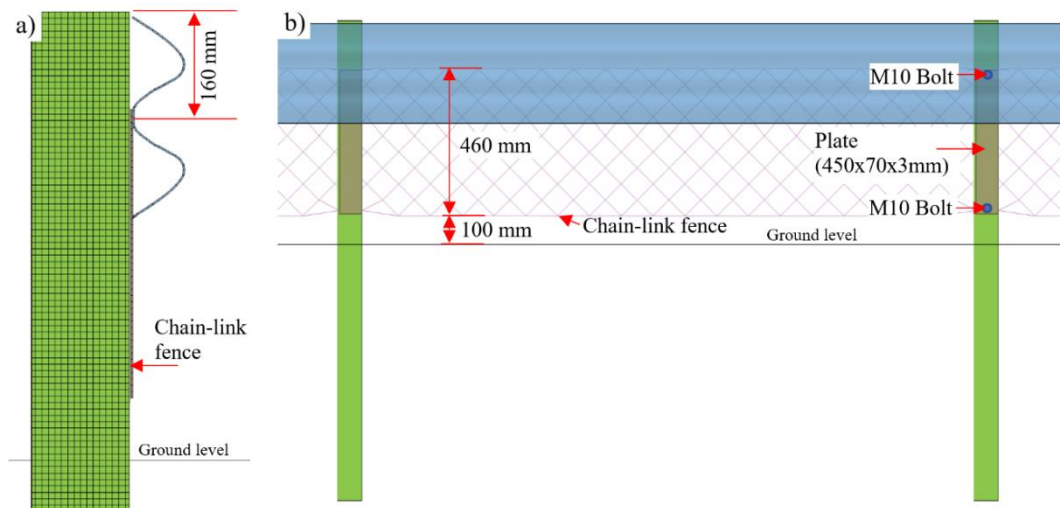 a)
160 mm
Chain-link
fence
Ground level
b)
M10 Bolt
460 mm
Plate
(450x70x3mm)
M10 Bolt
Chain-link fence
100 mm
Ground level